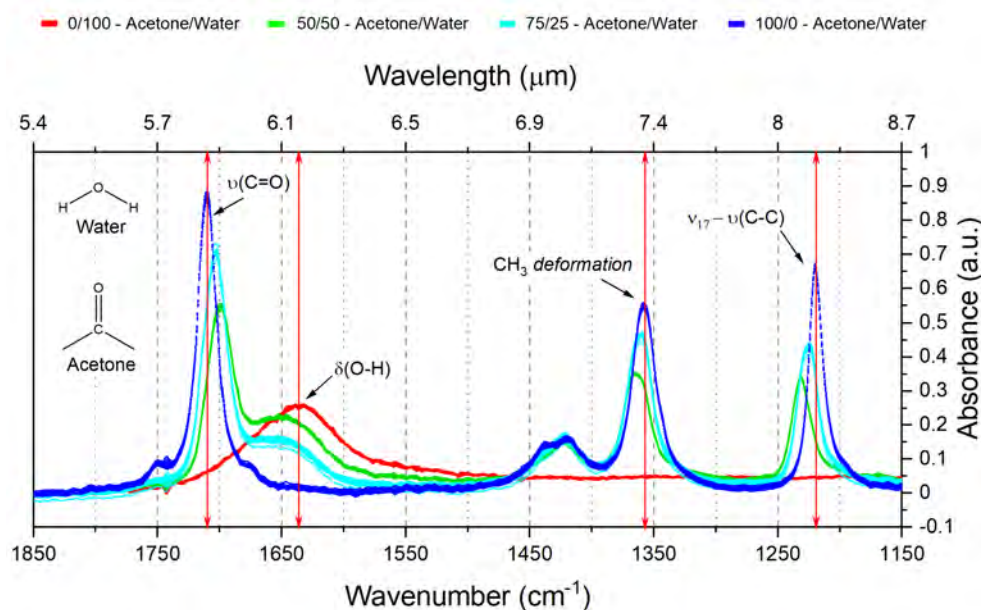 0/100 - Acetone/Water 50/50 - Acetone/Water 75/25 - Acetone/Water 100/0 - Acetone/Water
Wavelength (μm)
5.4 5.7 6.1 6.5 6.9 7.4 8 8.7
H O H
Water
O
Acetone
υ(C=O)
δ(O-H)
CH₃ deformation
ν₁₇− υ(C-C)
1
0.9
0.8
0.7
0.6
0.5
0.4
0.3
0.2
0.1
0
-0.1
Absorbance (a.u.)
1850 1750 1650 1550 1450 1350 1250 1150
Wavenumber (cm⁻¹)